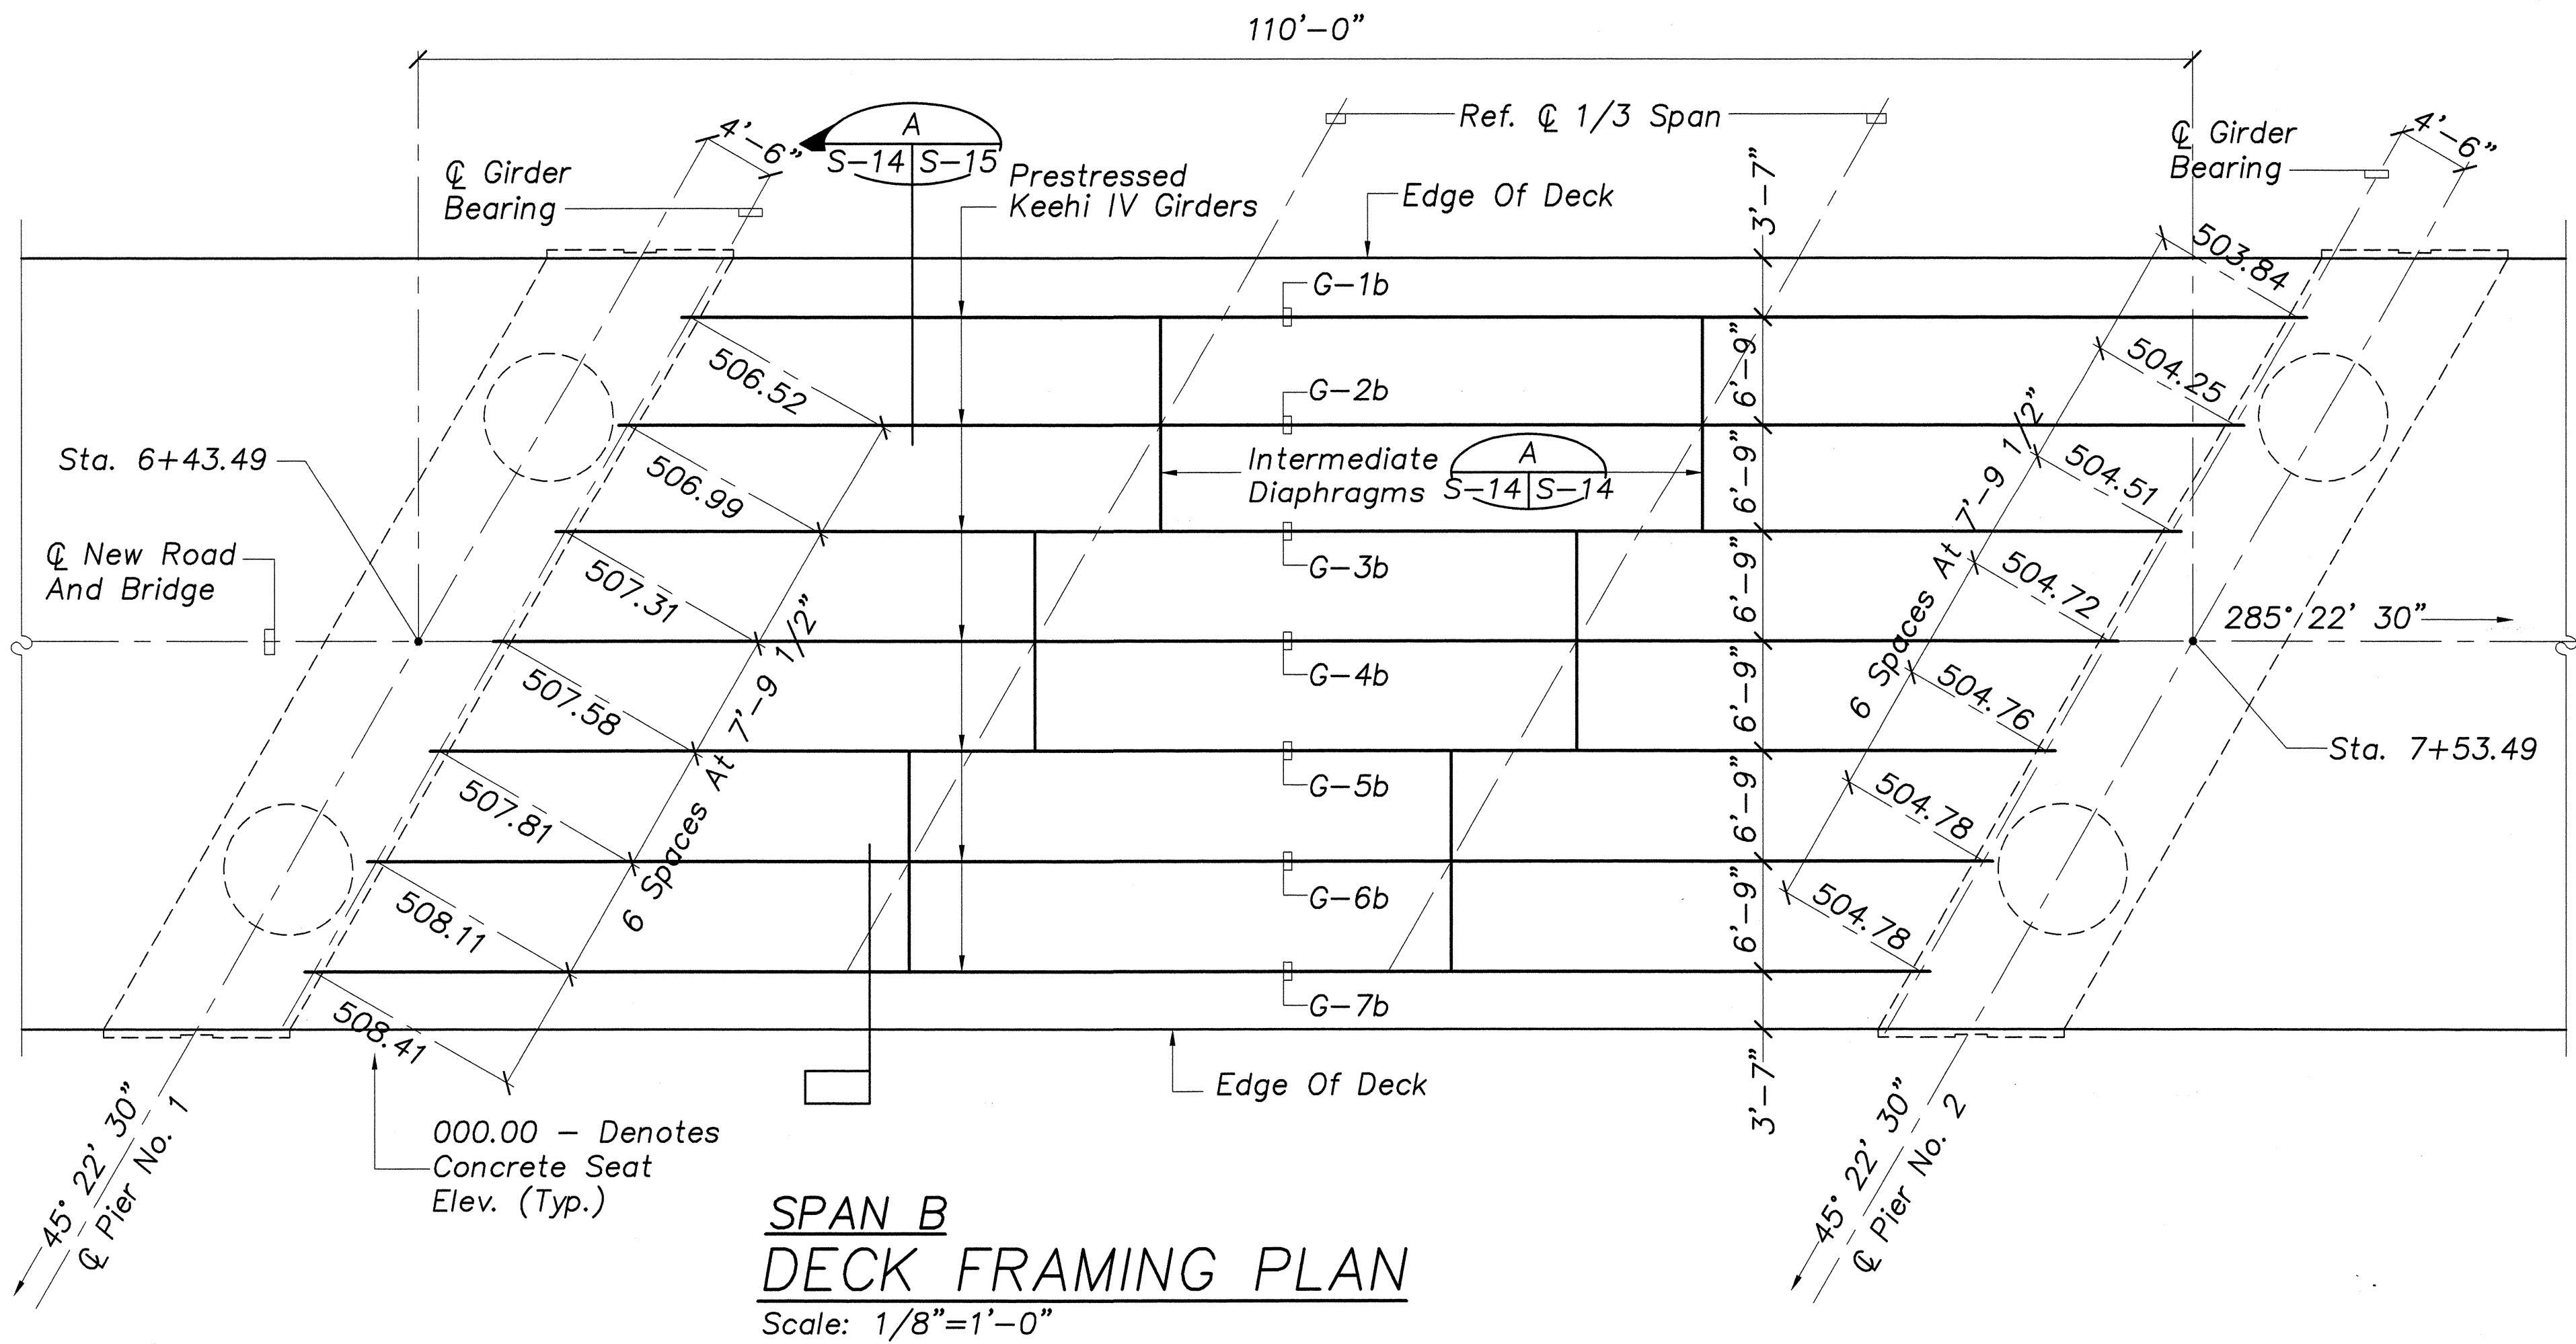 110'-0"
4'-6"
A
S-14 S-15
℄ Girder
Bearing
Prestressed
Keehi IV Girders
Ref. ℄ 1/3 Span
Edge Of Deck
3'-7"
℄ Girder
Bearing
4'-6"
503.84
G-1b
506.52
6'-9"
504.25
G-2b
506.99
Intermediate
Diaphragms
A
S-14 S-14
6'-9"
504.51
Sta. 6+43.49
℄ New Road
And Bridge
507.31
G-3b
6'-9"
504.72
6 Spaces At 7'-9 1/2"
285° 22' 30"
507.58
6 Spaces At 7'-9 1/2"
G-4b
6'-9"
504.76
Sta. 7+53.49
507.81
G-5b
6'-9"
504.78
508.11
G-6b
6'-9"
504.78
508.41
G-7b
3'-7"
Edge Of Deck
45° 22' 30"
℄ Pier No. 1
000.00 - Denotes
Concrete Seat
Elev. (Typ.)
45° 22' 30"
℄ Pier No. 2
SPAN B
DECK FRAMING PLAN
Scale: 1/8"=1'-0"